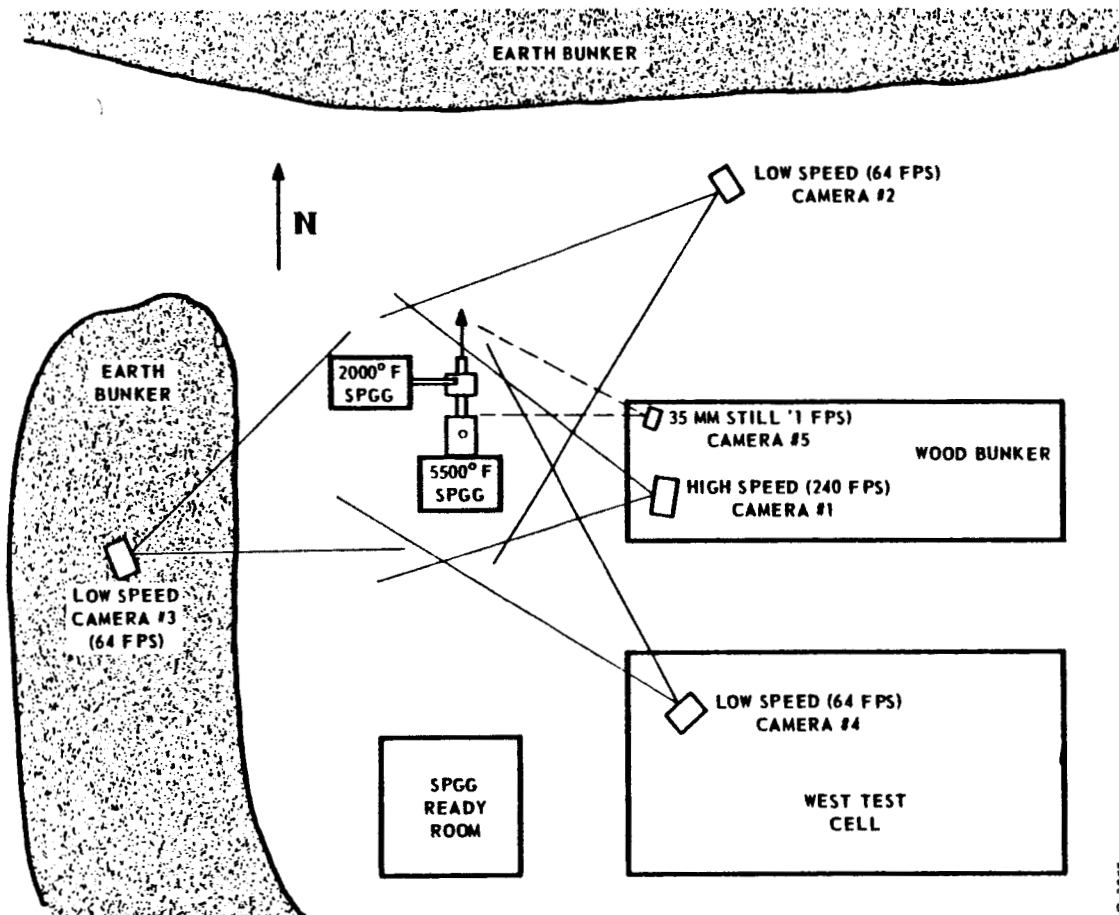 EARTH BUNKER
LOW SPEED (64 FPS)
CAMERA #2
N
EARTH
BUNKER
2000° F
SPGG
35 MM STILL '1 FPS)
CAMERA #5
WOOD BUNKER
5500° F
SPGG
HIGH SPEED (240 FPS)
CAMERA #1
LOW SPEED
CAMERA #3
(64 FPS)
LOW SPEED (64 FPS)
CAMERA #4
SPGG
READY
ROOM
WEST TEST
CELL